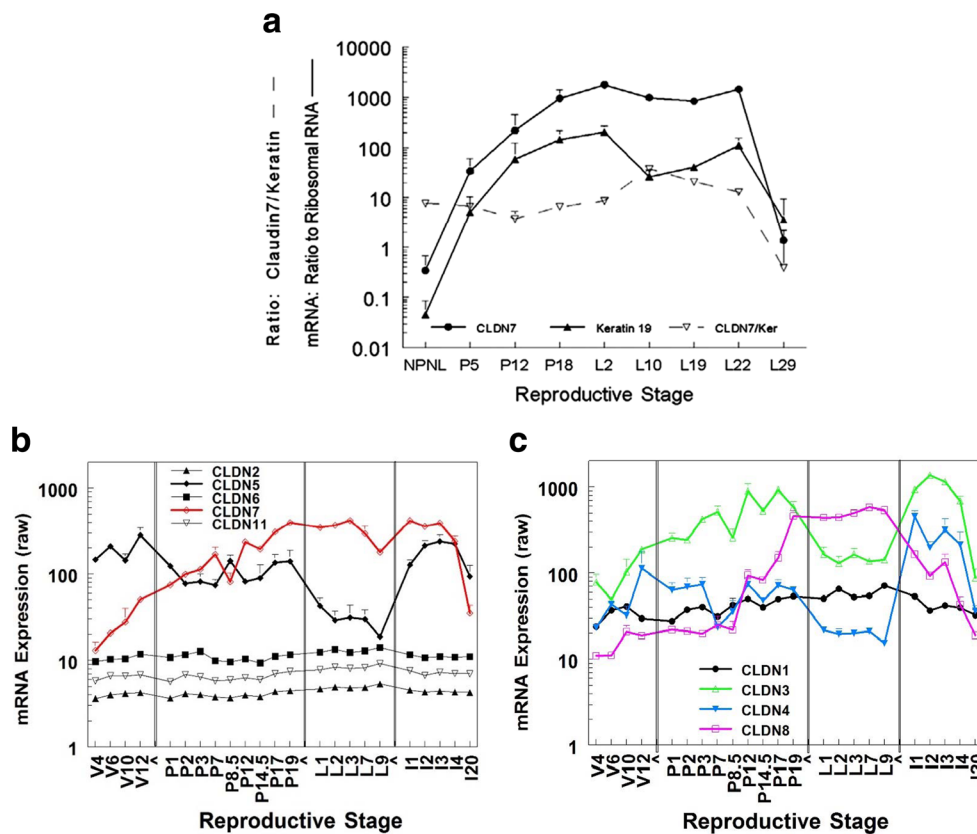 a
10000
1000
100
10
1
0.1
0.01
Ratio: Claudin7/Keratin
mRNA: Ratio to Ribosomal RNA
CLDN7
Keratin 19
CLDN7/Ker
NPNL P5 P12 P18 L2 L10 L19 L22 L29
Reproductive Stage
b
mRNA Expression (raw)
1000
100
10
1
CLDN2
CLDN5
CLDN6
CLDN7
CLDN11
V4 V6 V10 V12 ^ P1 P2 P3 P7 P8.5 P12 P14.5 P17 P19 ^ L1 L2 L3 L7 L9 ^ I1 I2 I3 I4 I20
Reproductive Stage
c
mRNA Expression (raw)
1000
100
10
1
CLDN1
CLDN3
CLDN4
CLDN8
V4 V6 V10 V12 ^ P1 P2 P3 P7 P8.5 P12 P14.5 P17 P19 ^ L1 L2 L3 L7 L9 ^ I1 I2 I3 I4 I20
Reproductive Stage